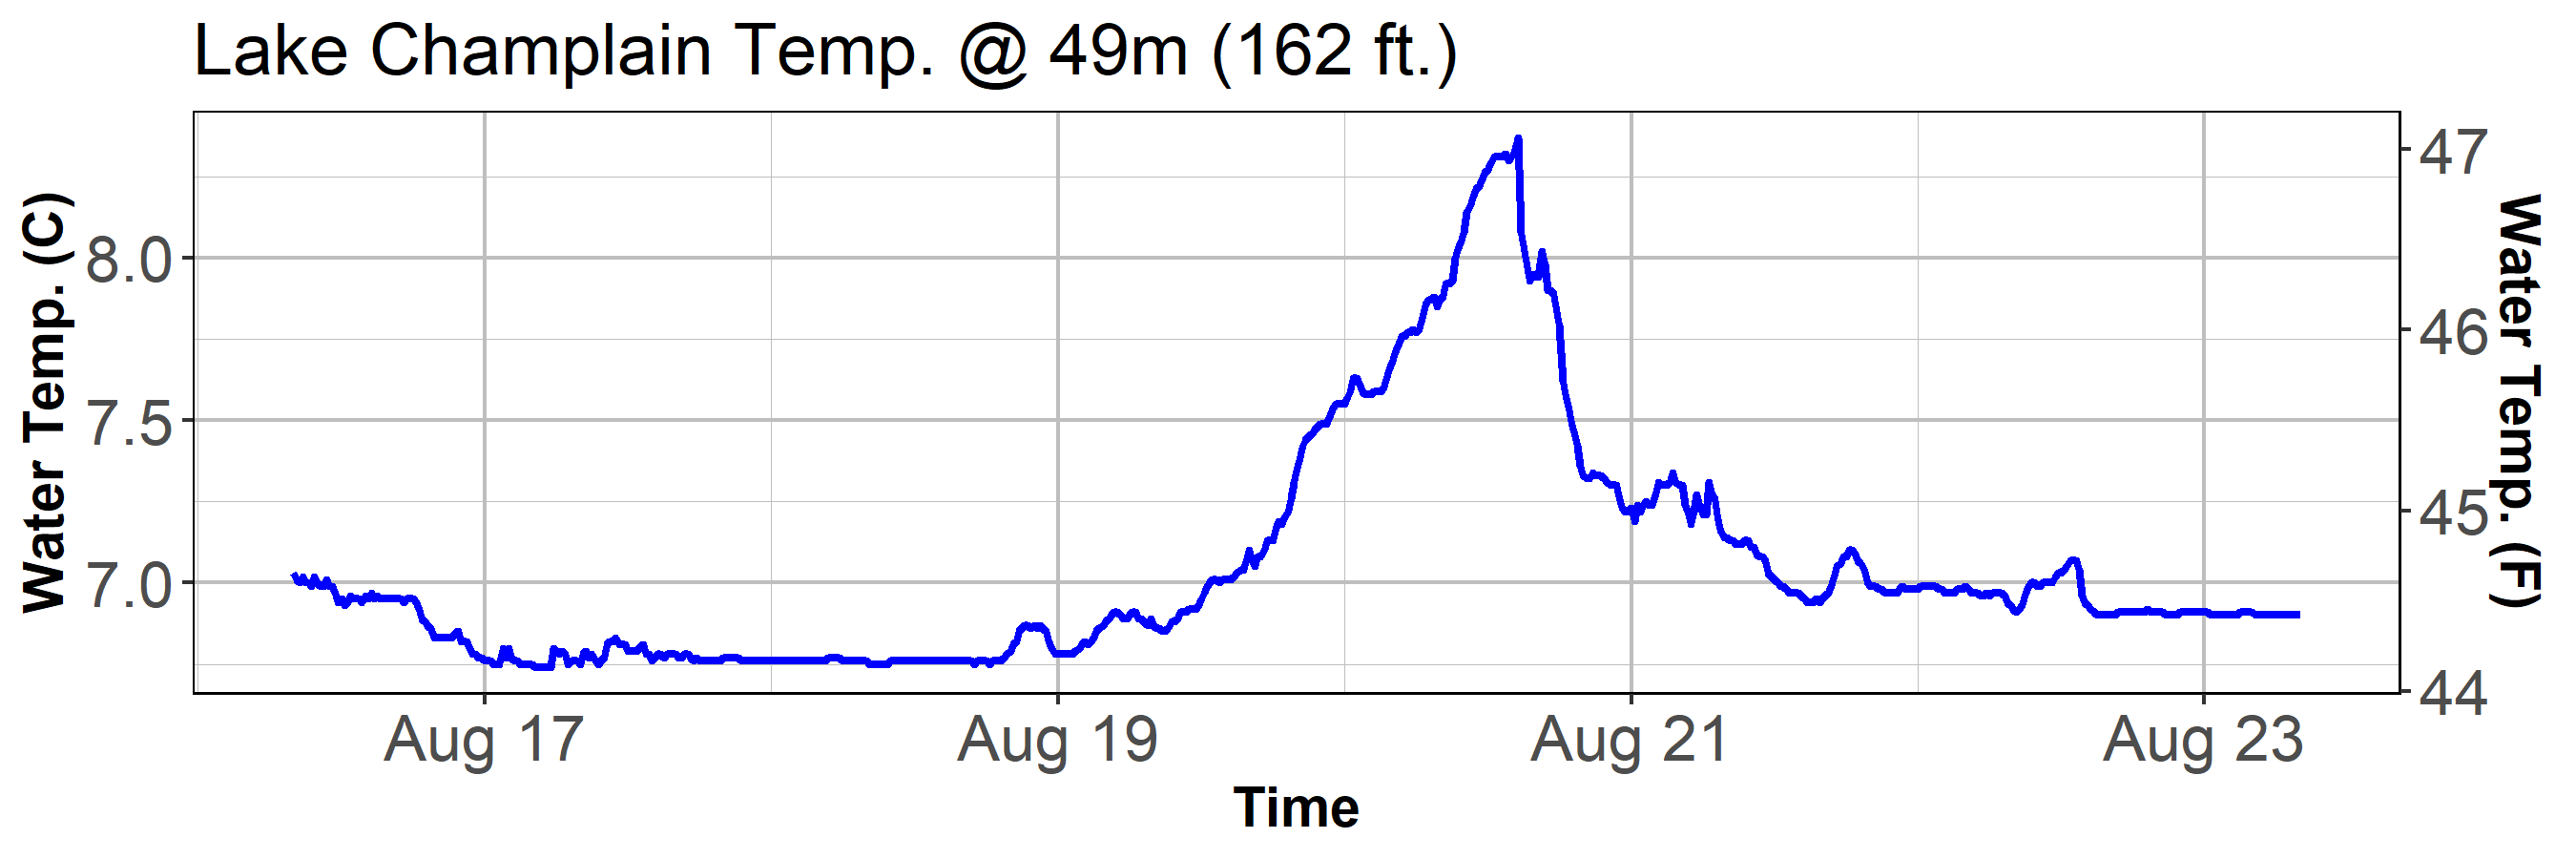 Lake Champlain Temp. @ 49m (162 ft.)
Water Temp. (C)
8.0
7.5
7.0
47
46
45
44
Water Temp. (F)
Aug 17 Aug 19 Aug 21 Aug 23
Time